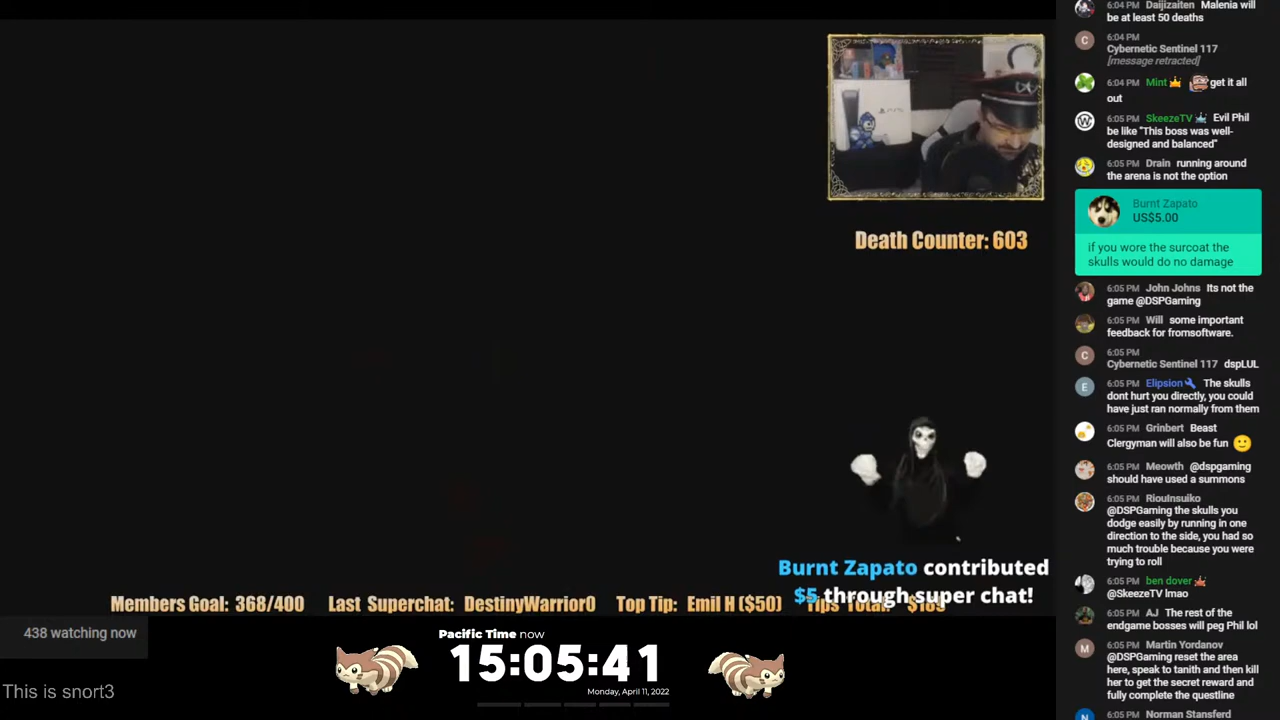 Death Counter: 603
Burnt Zapato contributed
$5 through super chat!
Members Goal: 368/400 Last Superchat: DestinyWarrior0 Top Tip: Emil H ($50) Tips Total:
438 watching now
Pacific Time now
15:05:41
Monday, April 11, 2022
This is snort3
6:04 PM Daijizaiten Malenia will
be at least 50 deaths
6:04 PM
Cybernetic Sentinel 117
[message retracted]
6:04 PM Mint get it all
out
6:05 PM SkeezeTV Evil Phil
be like "This boss was well-
designed and balanced"
6:05 PM Drain running around
the arena is not the option
Burnt Zapato
US$5.00
if you wore the surcoat the
skulls would do no damage
6:05 PM John Johns Its not the
game @DSPGaming
6:05 PM Will some important
feedback for fromsoftware.
6:05 PM
Cybernetic Sentinel 117 dspLUL
6:05 PM Elipsion The skulls
dont hurt you directly, you could
have just ran normally from them
6:05 PM Grinbert Beast
Clergyman will also be fun
6:05 PM Meowth @dspgaming
should have used a summons
6:05 PM RiouInsuiko
@DSPGaming the skulls you
dodge easily by running in one
direction to the side, you had so
much trouble because you were
trying to roll
6:05 PM ben dover
@SkeezeTV lmao
6:05 PM AJ The rest of the
endgame bosses will peg Phil lol
6:05 PM Martin Yordanov
@DSPGaming reset the area
here, speak to tanith and then kill
her to get the secret reward and
fully complete the questline
6:05 PM Norman Stansferd